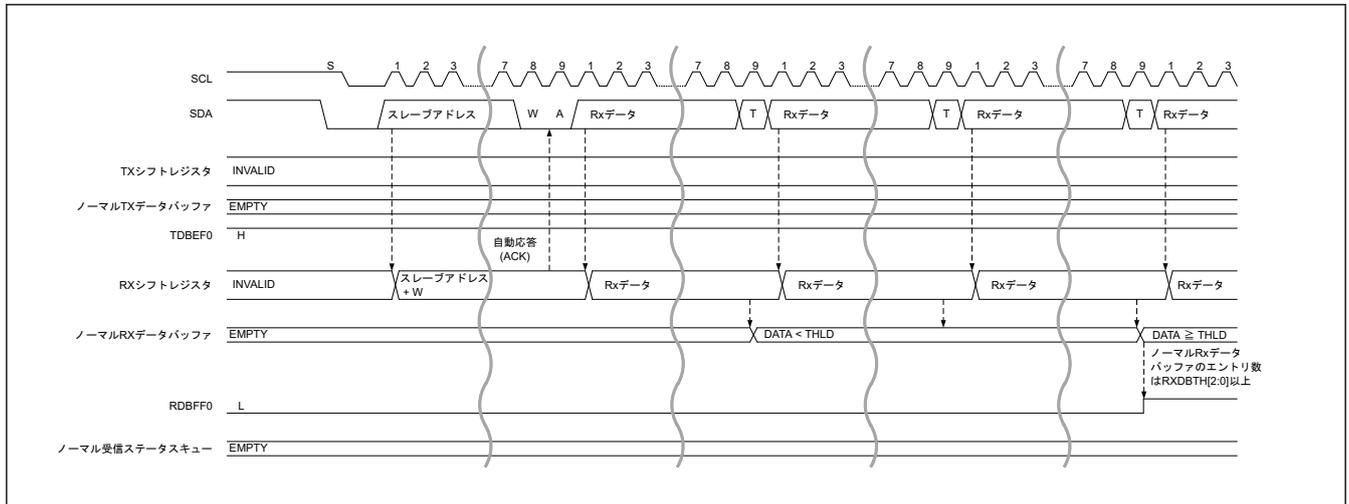 S 1 2 3 7 8 9 1 2 3 7 8 9 1 2 3 7 8 9 1 2 3 7 8 9 1 2 3
SCL
SDA スレーブアドレス W A Rxデータ T Rxデータ T Rxデータ T Rxデータ
TXシフトレジスタ INVALID
ノーマルTXデータバッファ EMPTY
TDBEF0 H
自動応答
(ACK)
RXシフトレジスタ INVALID スレーブアドレス
+ W
Rxデータ Rxデータ Rxデータ Rxデータ
ノーマルRXデータバッファ EMPTY DATA < THLD DATA ≧ THLD
ノーマルRxデータ
バッファのエントリ数
はRXDBTH[2:0]以上
RDBFF0 L
ノーマル受信ステータスキュー EMPTY